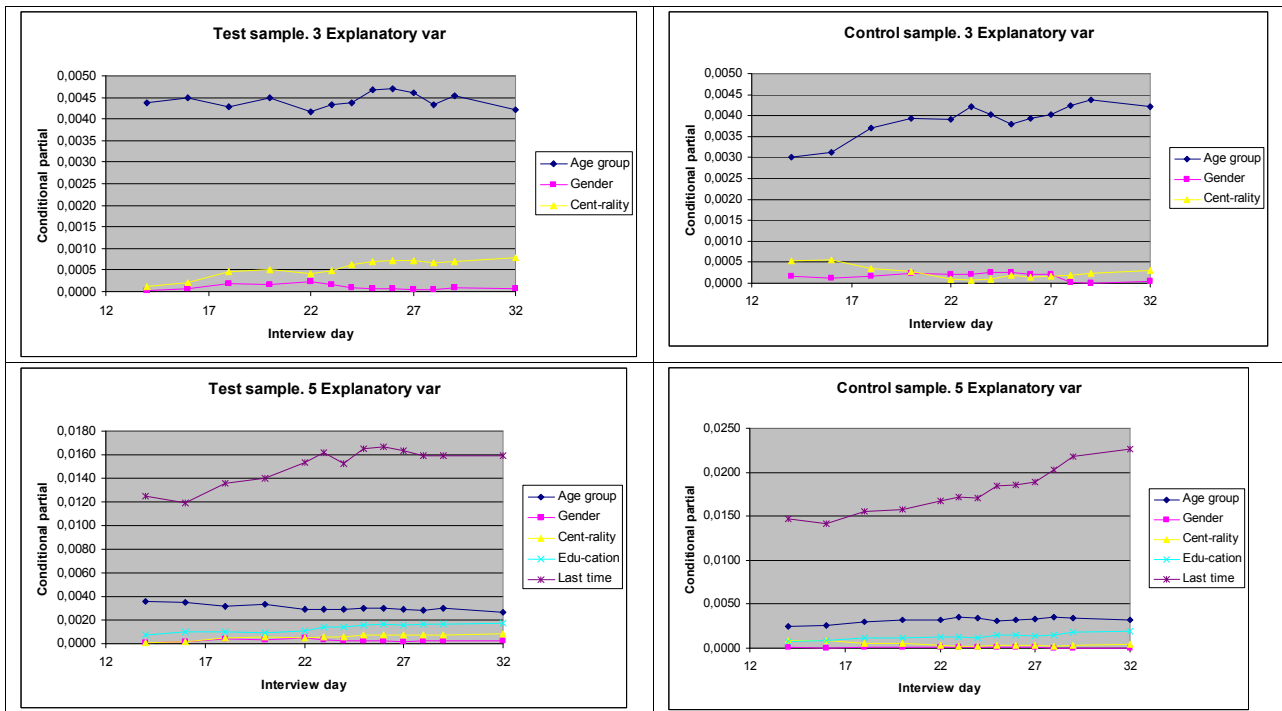 Test sample. 3 Explanatory var
0,0050
0,0045
0,0040
0,0035
0,0030
0,0025
0,0020
0,0015
0,0010
0,0005
0,0000
Conditional partial
12 17 22 27 32
Interview day
Age group
Gender
Cent-rality
Control sample. 3 Explanatory var
0,0050
0,0045
0,0040
0,0035
0,0030
0,0025
0,0020
0,0015
0,0010
0,0005
0,0000
Conditional partial
12 17 22 27 32
Interview day
Age group
Gender
Cent-rality
Test sample. 5 Explanatory var
0,0180
0,0160
0,0140
0,0120
0,0100
0,0080
0,0060
0,0040
0,0020
0,0000
Conditional partial
12 17 22 27 32
Interview day
Age group
Gender
Cent-rality
Edu-cation
Last time
Control sample. 5 Explanatory var
0,0250
0,0200
0,0150
0,0100
0,0050
0,0000
Conditional partial
12 17 22 27 32
Interview day
Age group
Gender
Cent-rality
Edu-cation
Last time